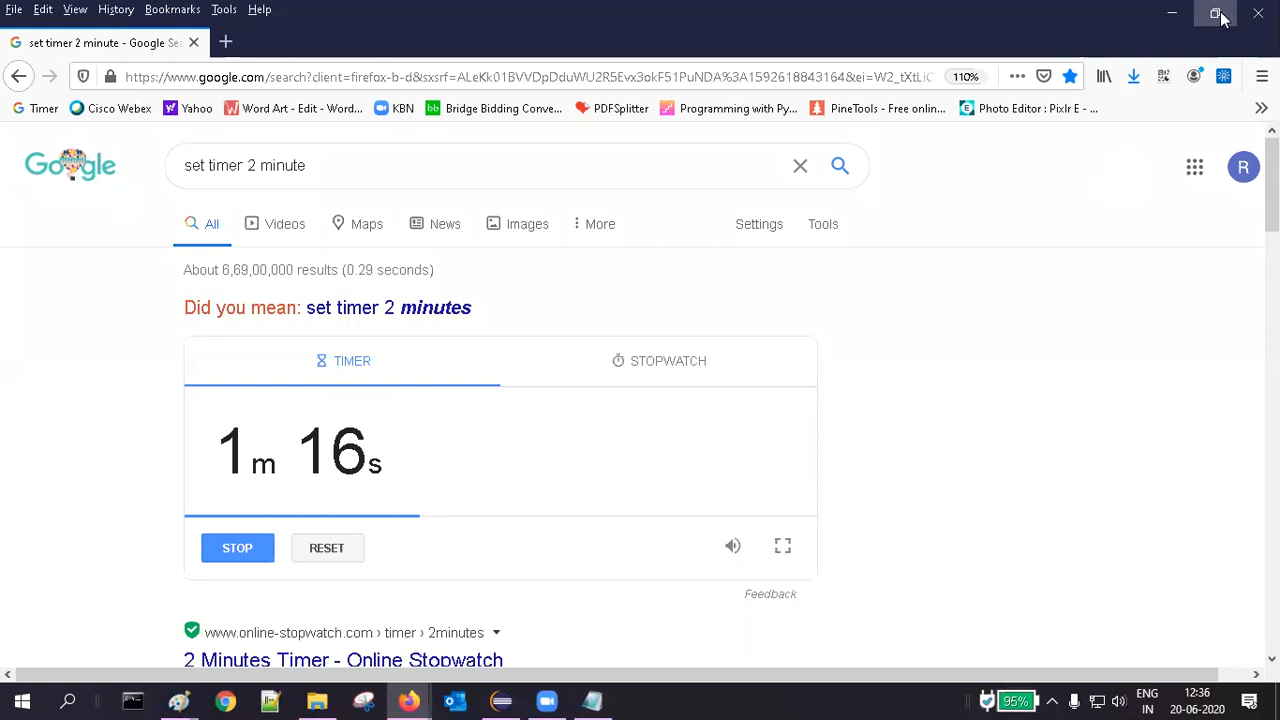 File Edit View History Bookmarks Tools Help
set timer 2 minute - Google Sea
https://www.google.com/search?client=firefox-b-d&sxsrf=ALeKk01BVVDpDduWU2R5Evx3okF51PuNDA%3A1592618843164&ei=W2_tXtLiC 110%
Timer Cisco Webex Yahoo Word Art - Edit - Word... KBN bb Bridge Bidding Conve... PDFSplitter Programming with Py... PineTools – Free onlin... Photo Editor : Pixlr E - ...
Google set timer 2 minute R
All Videos Maps News Images More Settings Tools
About 6,69,00,000 results (0.29 seconds)
Did you mean: set timer 2 minutes
TIMER STOPWATCH
1m 16s
STOP RESET
Feedback
www.online-stopwatch.com › timer › 2minutes
2 Minutes Timer - Online Stopwatch
95% ENG 12:36
IN 20-06-2020